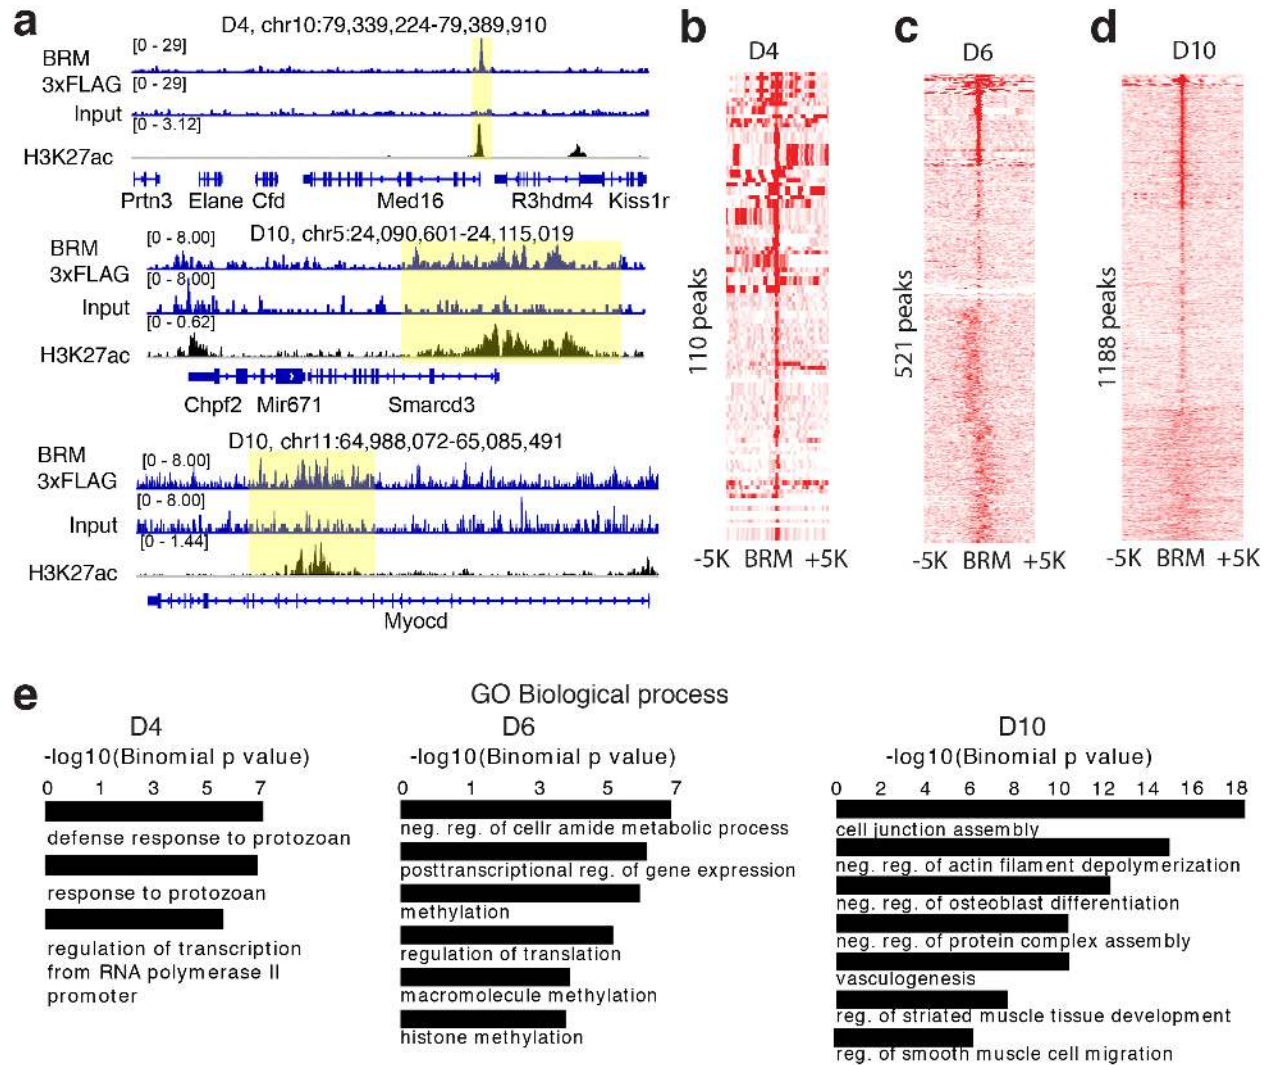 a
D4, chr10:79,339,224-79,389,910
BRM
3xFLAG
[0 - 29]
[0 - 29]
Input
[0 - 3.12]
H3K27ac
Prtn3 Elane Cfd Med16 R3hdm4 Kiss1r
D10, chr5:24,090,601-24,115,019
BRM
3xFLAG
[0 - 8.00]
[0 - 8.00]
Input
[0 - 0.62]
H3K27ac
Chpf2 Mir671 Smarcd3
D10, chr11:64,988,072-65,085,491
BRM
3xFLAG
[0 - 8.00]
[0 - 8.00]
Input
[0 - 1.44]
H3K27ac
Myocd
b
D4
110 peaks
-5K BRM +5K
c
D6
521 peaks
-5K BRM +5K
d
D10
1188 peaks
-5K BRM +5K
e
GO Biological process
D4
-log10(Binomial p value)
0 1 3 5 7
defense response to protozoan
response to protozoan
regulation of transcription
from RNA polymerase II
promoter
D6
-log10(Binomial p value)
0 1 3 5 7
neg. reg. of cellr amide metabolic process
posttranscriptional reg. of gene expression
methylation
regulation of translation
macromolecule methylation
histone methylation
D10
-log10(Binomial p value)
0 2 4 6 8 10 12 14 16 18
cell junction assembly
neg. reg. of actin filament depolymerization
neg. reg. of osteoblast differentiation
neg. reg. of protein complex assembly
vasculogenesis
reg. of striated muscle tissue development
reg. of smooth muscle cell migration